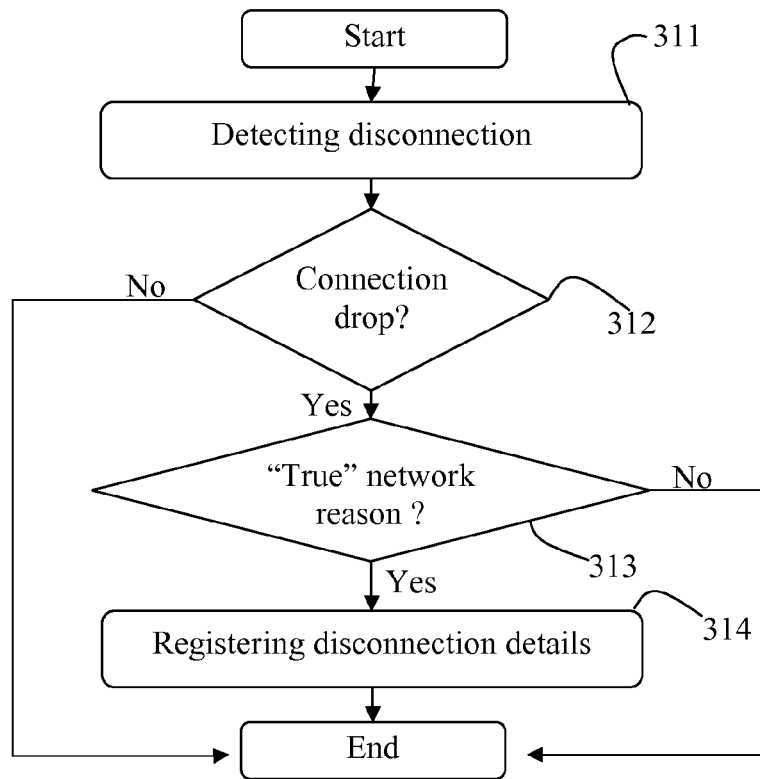 Start
311
Detecting disconnection
No
Connection
drop?
312
Yes
“True” network
reason ?
No
313
Yes
314
Registering disconnection details
End